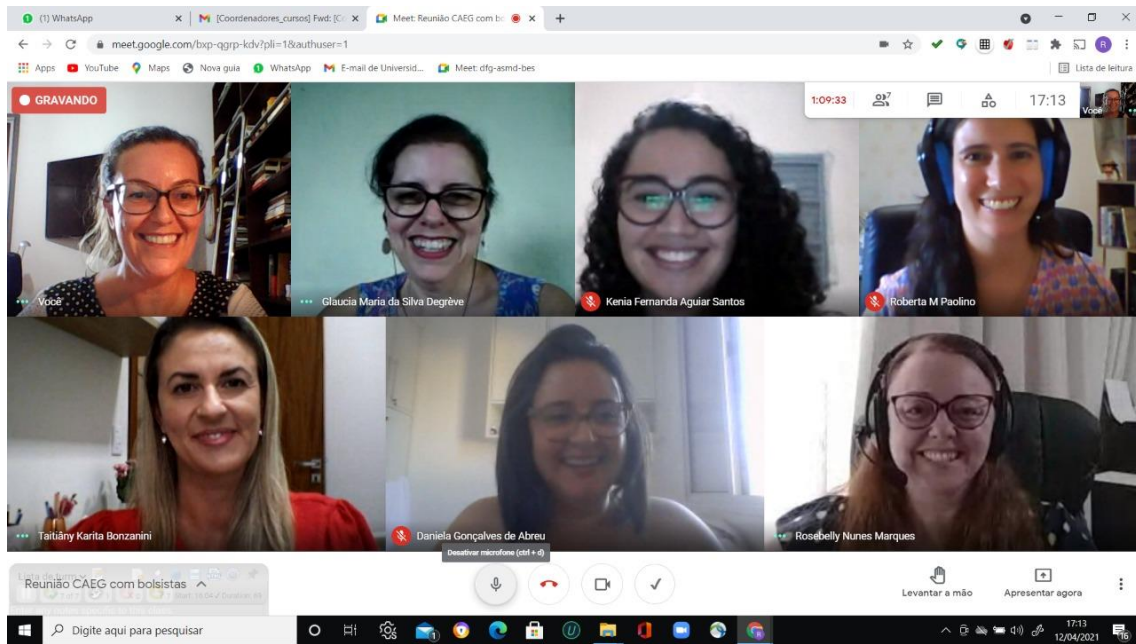 (1) WhatsApp
[Coordenadores_cursos] Fwd: [Co
Meet: Reunião CAEG com bo
meet.google.com/bxp-qgrp-kdv?pli=1&authuser=1
R
Apps
YouTube
Maps
Nova guia
WhatsApp
E-mail de Universid...
Meet: dfg-asmd-bes
Lista de leitura
GRAVANDO
1:09:33
7
17:13
Você
Você
Glaucia Maria da Silva Degrève
Kenia Fernanda Aguiar Santos
Roberta M Paolino
Taitiâny Karita Bonzanini
Daniela Gonçalves de Abreu
Rosebelly Nunes Marques
Desativar microfone (ctrl + d)
Reunião CAEG com bolsistas
Levantar a mão
Apresentar agora
Digite aqui para pesquisar
17:13
12/04/2021
16